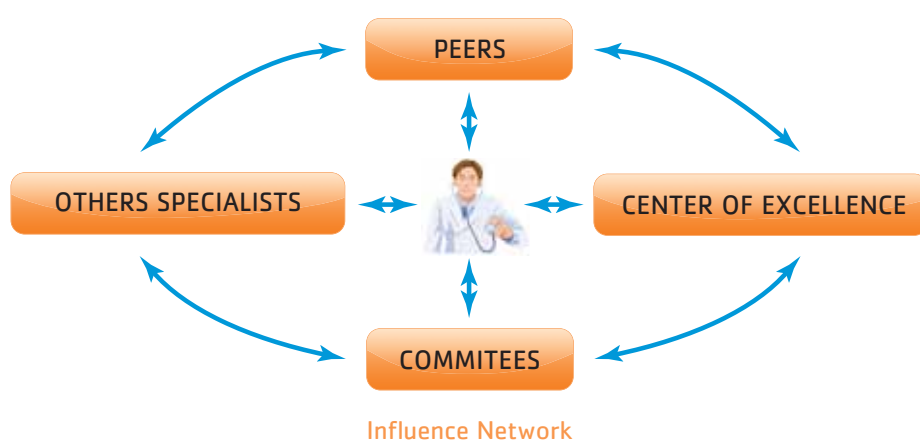 PEERS
OTHERS SPECIALISTS
CENTER OF EXCELLENCE
COMMITEES
Influence Network